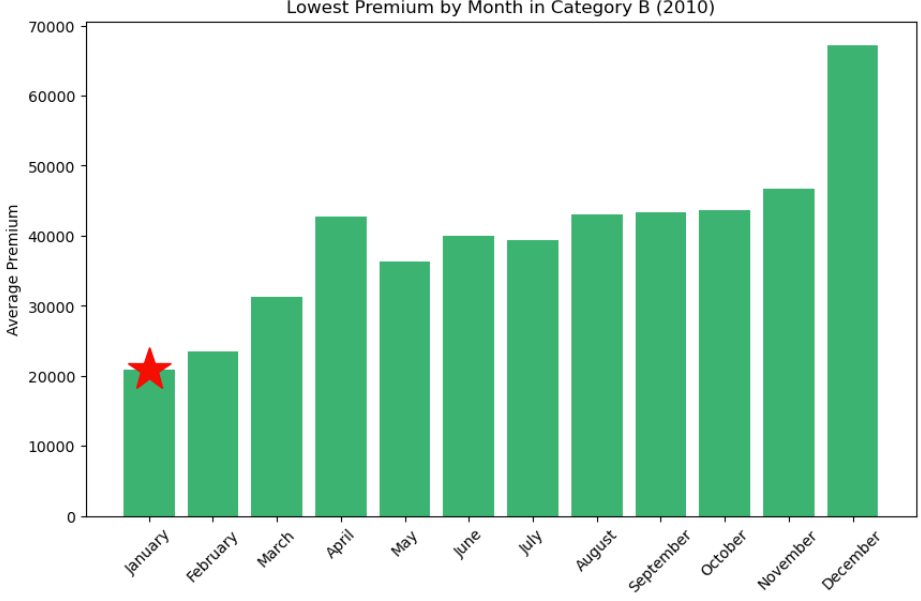 Lowest Premium by Month in Category B (2010)
Average Premium
70000
60000
50000
40000
30000
20000
10000
0
January
February
March
April
May
June
July
August
September
October
November
December